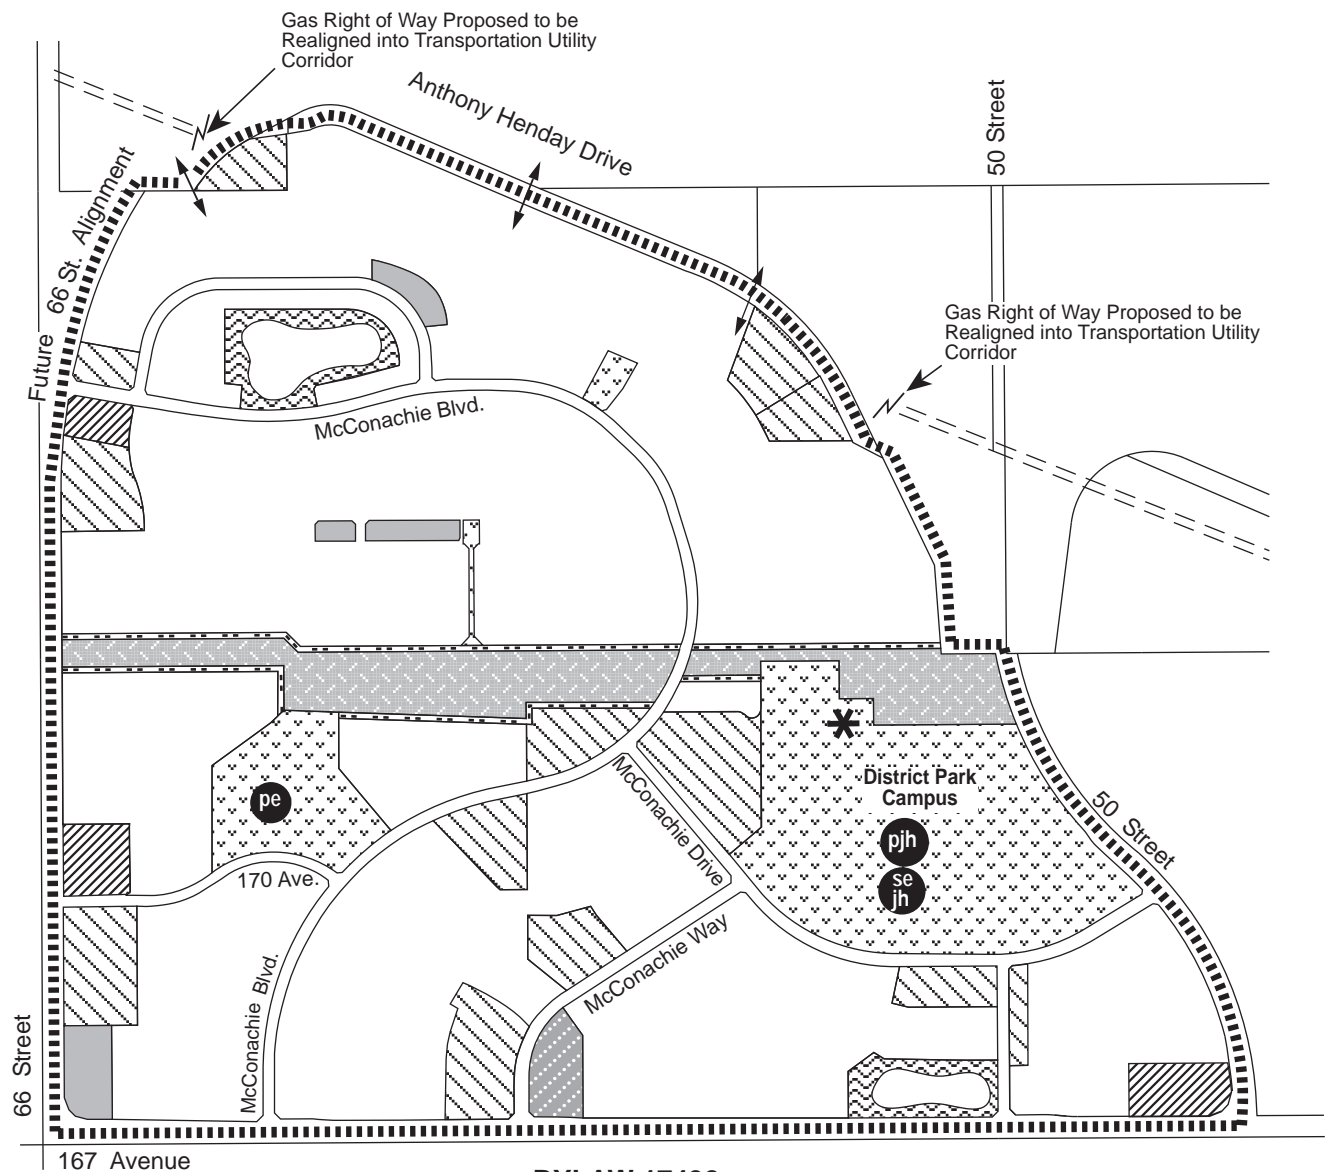 Gas Right of Way Proposed to be
Realigned into Transportation Utility
Corridor
Anthony Henday Drive
50 Street
Future 66 St. Alignment
Gas Right of Way Proposed to be
Realigned into Transportation Utility
Corridor
McConachie Blvd.
District Park
Campus
pe
pjh
se
jh
McConachie Drive
50 Street
170 Ave.
McConachie Way
McConachie Blvd.
66 Street
167 Avenue